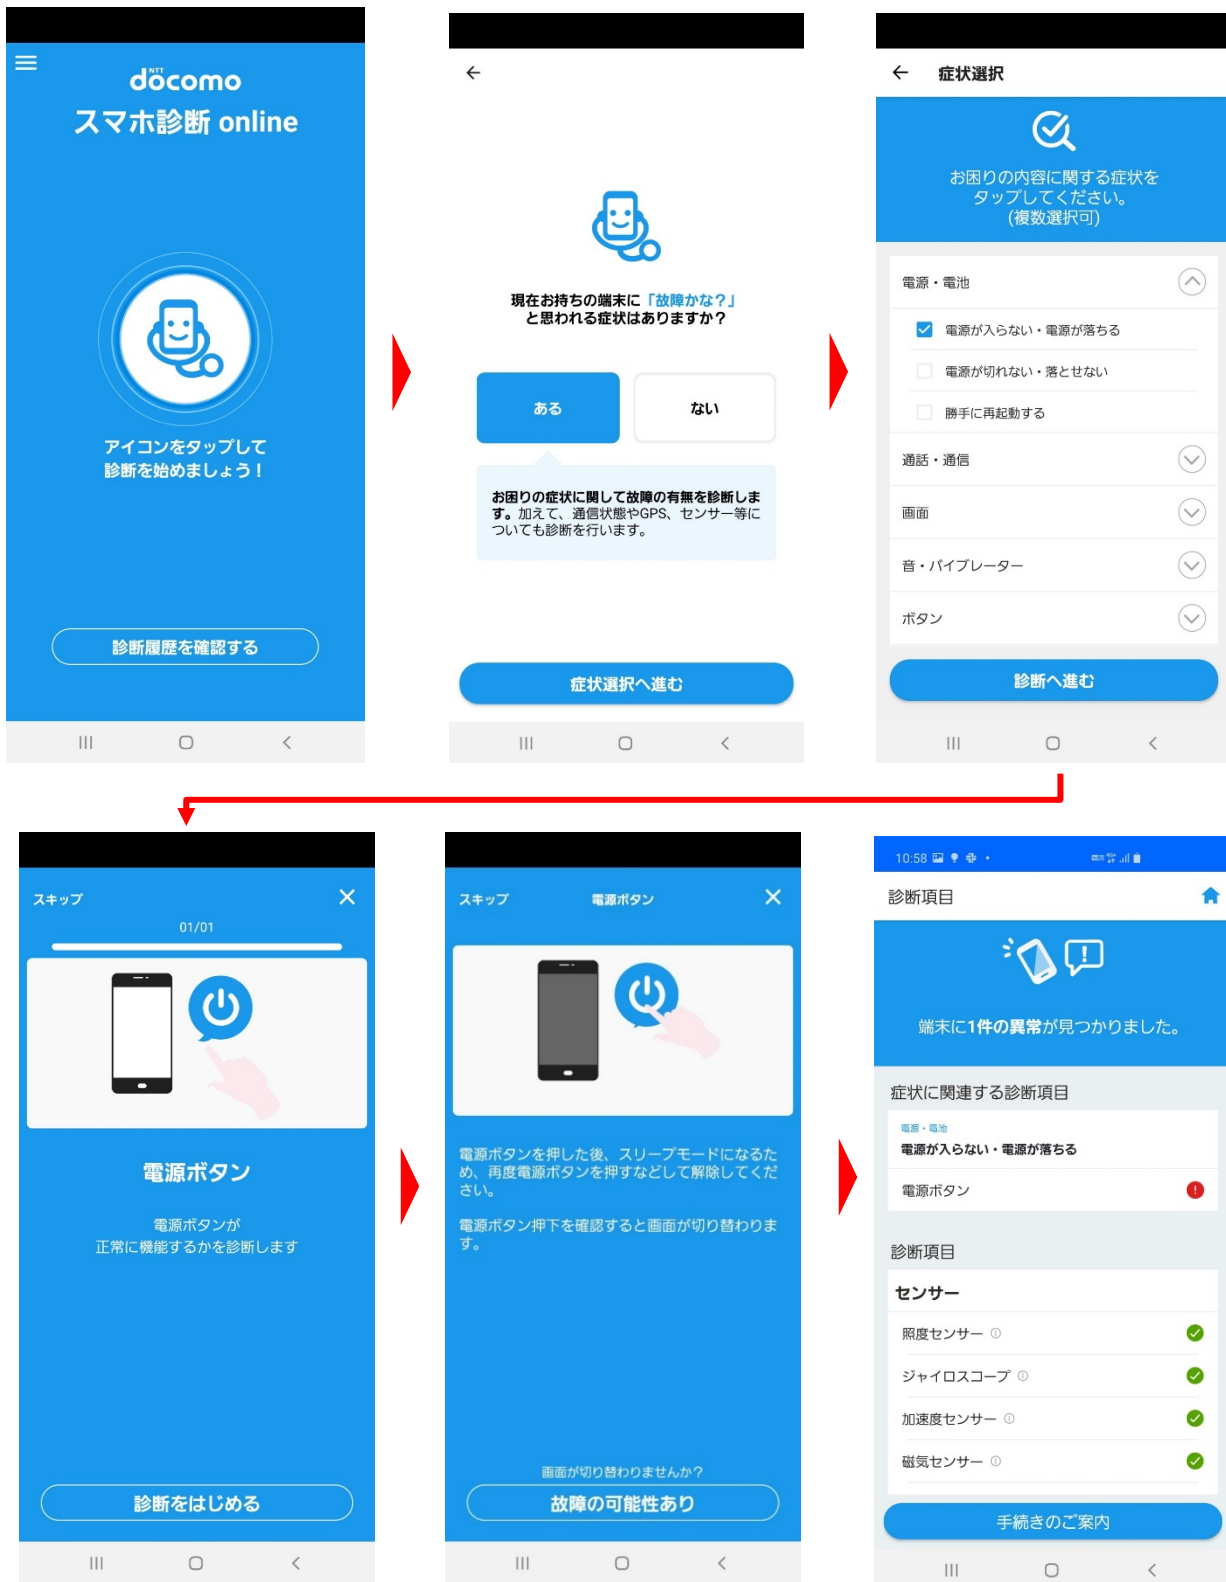 NTT
döcomo
スマホ診断 online
アイコンをタップして
診断を始めましょう！
診断履歴を確認する
現在お持ちの端末に「故障かな？」
と思われる症状はありますか？
ある
ない
お困りの症状に関して故障の有無を診断しま
す。加えて、通信状態やGPS、センサー等に
ついても診断を行います。
症状選択へ進む
症状選択
お困りの内容に関する症状を
タップしてください。
(複数選択可)
電源・電池
電源が入らない・電源が落ちる
電源が切れない・落とせない
勝手に再起動する
通話・通信
画面
音・バイブレーター
ボタン
診断へ進む
スキップ
01/01
電源ボタン
電源ボタンが
正常に機能するかを診断します
診断をはじめる
スキップ
電源ボタン
電源ボタンを押した後、スリープモードになるた
め、再度電源ボタンを押すなどして解除してくだ
さい。
電源ボタン押下を確認すると画面が切り替わりま
す。
画面が切り替わりませんか？
故障の可能性あり
10:58
診断項目
端末に1件の異常が見つかりました。
症状に関連する診断項目
電源・電池
電源が入らない・電源が落ちる
電源ボタン
診断項目
センサー
照度センサー
ジャイロスコープ
加速度センサー
磁気センサー
手続きのご案内